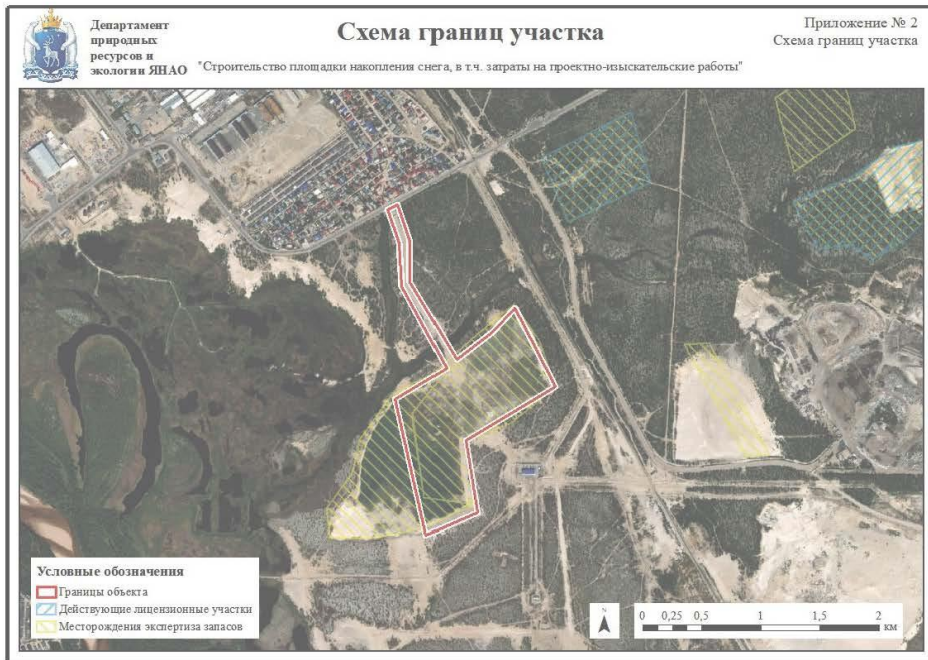 Департамент
природных
ресурсов и
экологии ЯНАО
Схема границ участка
"Строительство площадки накопления снега, в т.ч. затраты на проектно-изыскательские работы"
Приложение № 2
Схема границ участка
Условные обозначения
Границы объекта
Действующие лицензионные участки
Месторождения экспертиза запасов
N
0 0,25 0,5 1 1,5 2
км